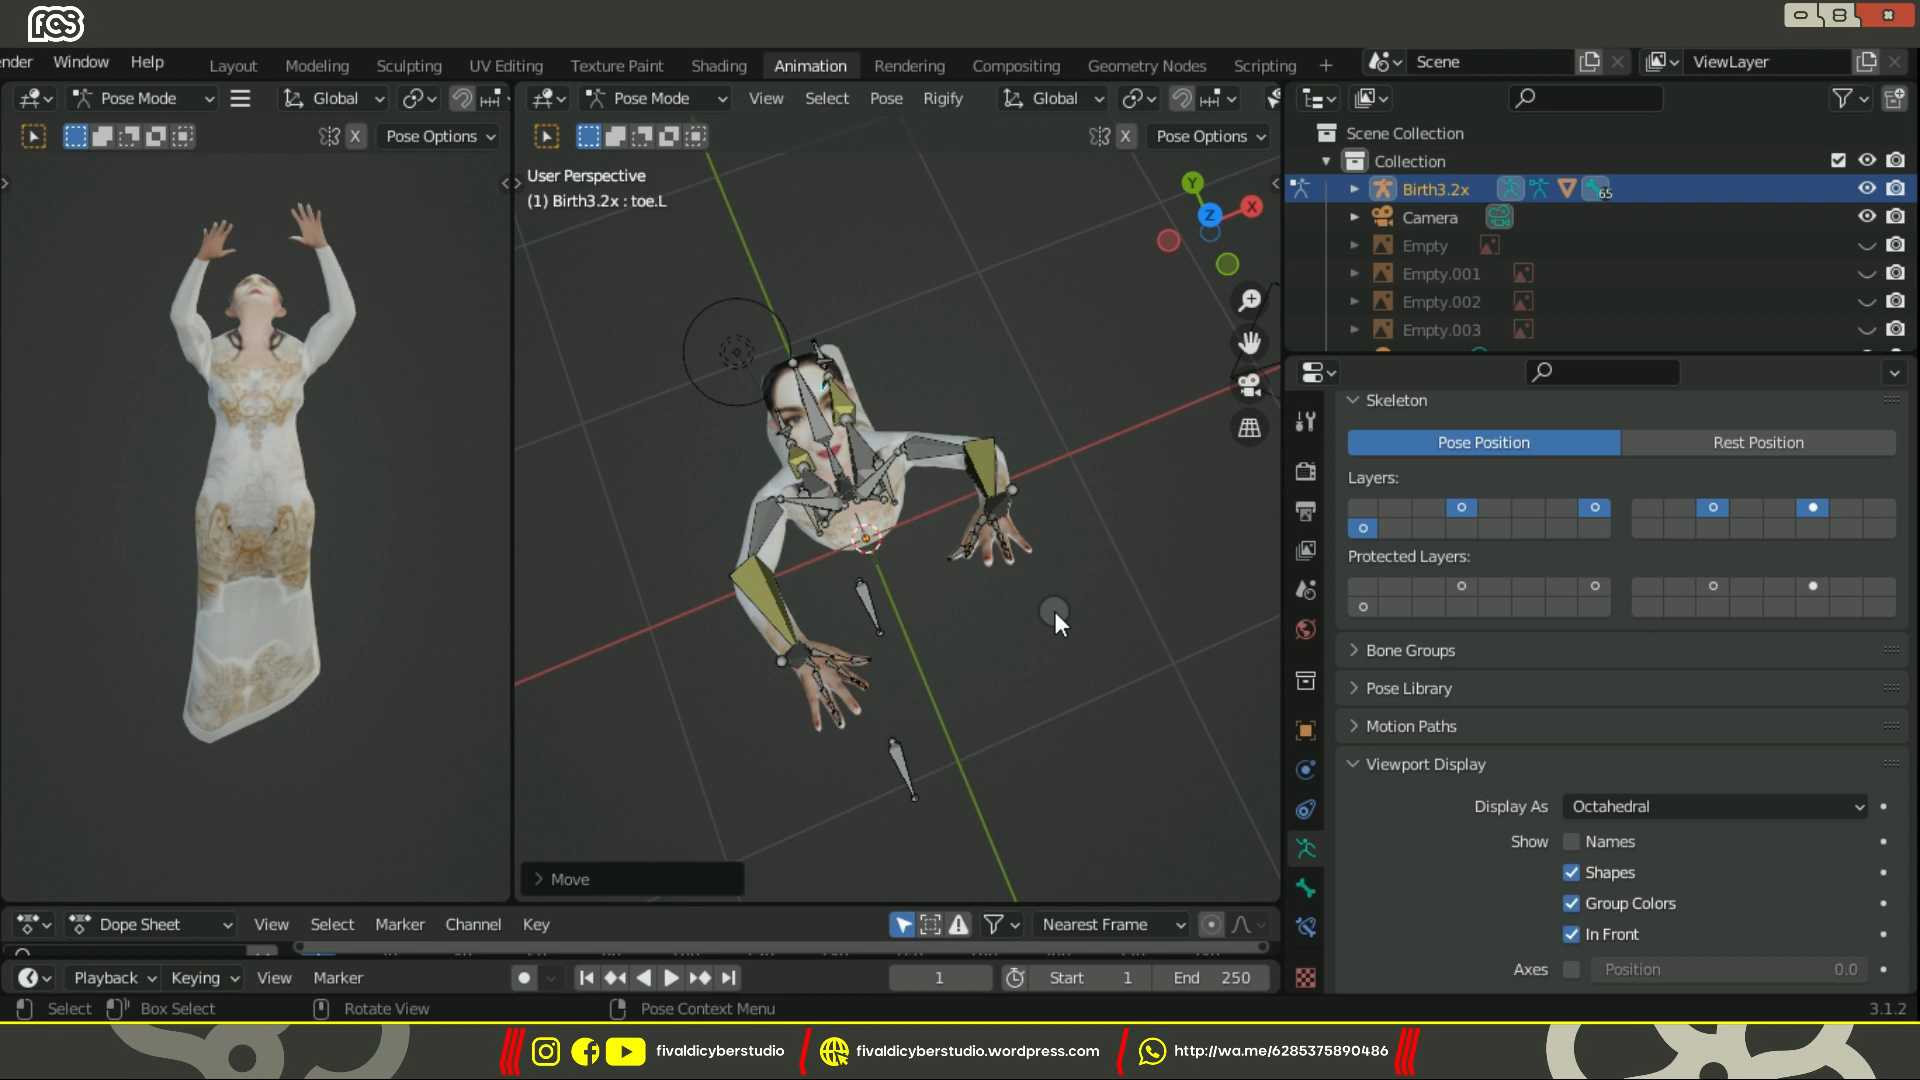 FCS
nder Window Help Layout Modeling Sculpting UV Editing Texture Paint Shading Animation Rendering Compositing Geometry Nodes Scripting + Scene ViewLayer
Pose Mode Global Pose Mode View Select Pose Rigify Global
X Pose Options X Pose Options
User Perspective
(1) Birth3.2x : toe.L
Y
X
Z
Move
Scene Collection
Collection
Birth3.2x 65
Camera
Empty
Empty.001
Empty.002
Empty.003
Skeleton
Pose Position Rest Position
Layers:
Protected Layers:
Bone Groups
Pose Library
Motion Paths
Viewport Display
Display As Octahedral
Show Names
Shapes
Group Colors
In Front
Axes Position 0.0
Dope Sheet View Select Marker Channel Key Nearest Frame
Playback Keying View Marker 1 Start 1 End 250
Select Box Select Rotate View Pose Context Menu 3.1.2
fivaldicyberstudio fivaldicyberstudio.wordpress.com http://wa.me/6285375890486